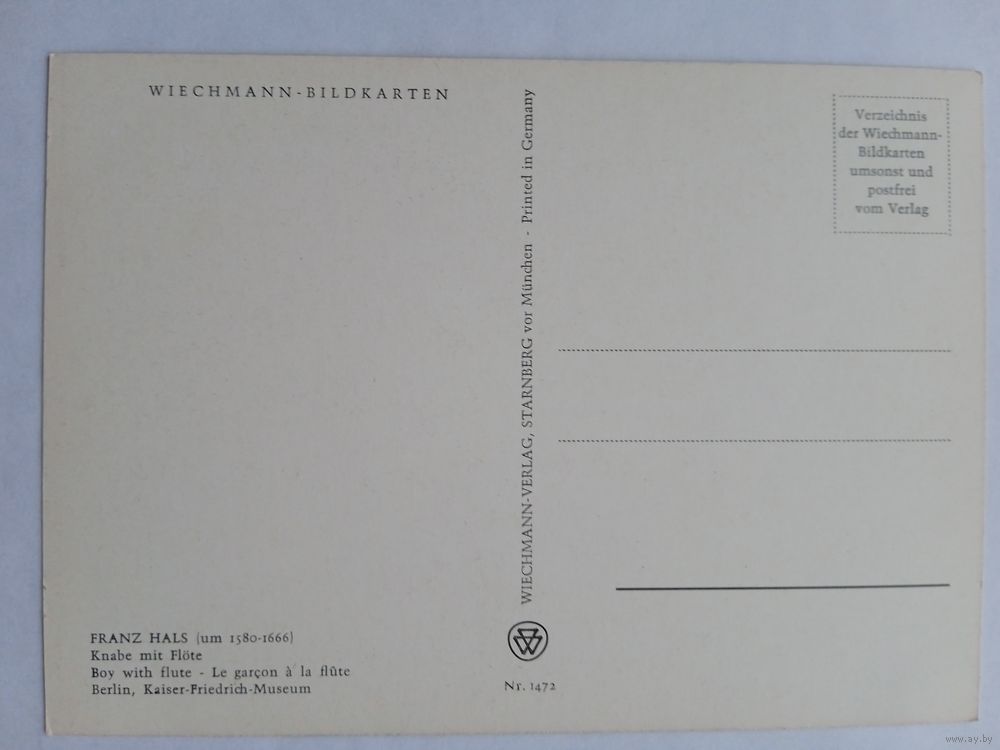 WIECHMANN-BILDKARTEN
Verzeichnis
der Wiechmann-
Bildkarten
umsonst und
postfrei
vom Verlag
WIECHMANN-VERLAG, STARNBERG vor München - Printed in Germany
FRANZ HALS (um 1580-1666)
Knabe mit Flöte
Boy with flute - Le garçon à la flûte
Berlin, Kaiser-Friedrich-Museum
Nr. 1472
www.ay.by